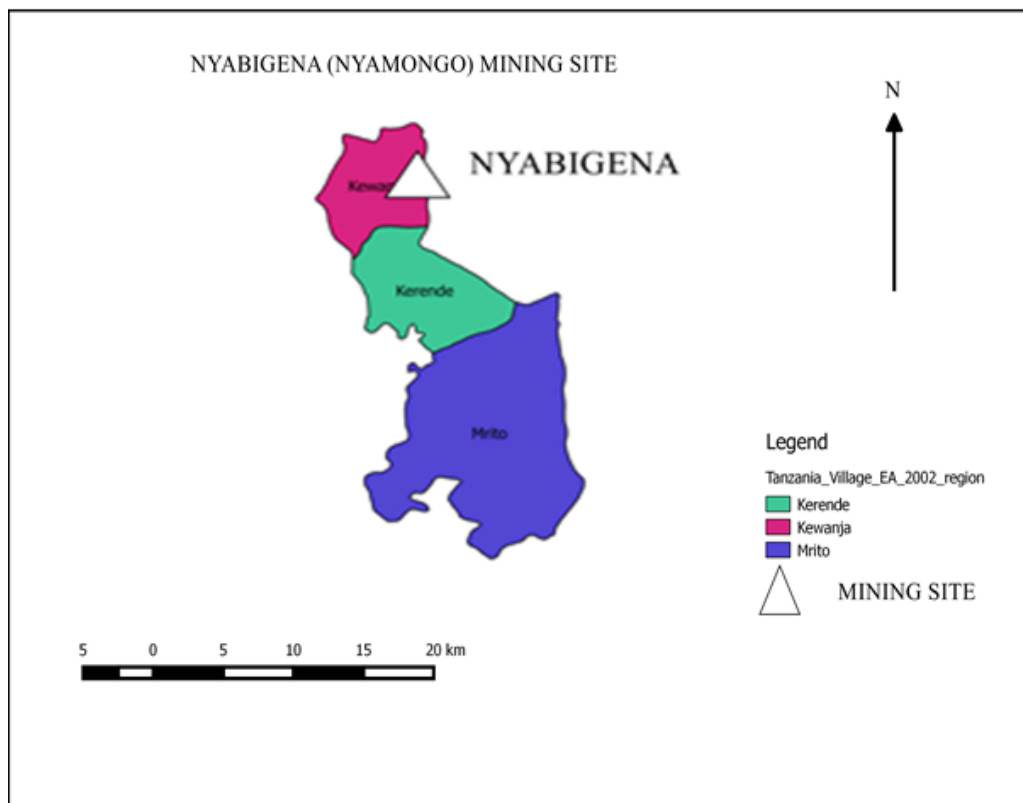 NYABIGENA (NYAMONGO) MINING SITE
N
NYABIGENA
Kewan
Kerende
Mrito
Legend
Tanzania_Village_EA_2002_region
Kerende
Kewanja
Mrito
MINING SITE
5 0 5 10 15 20 km